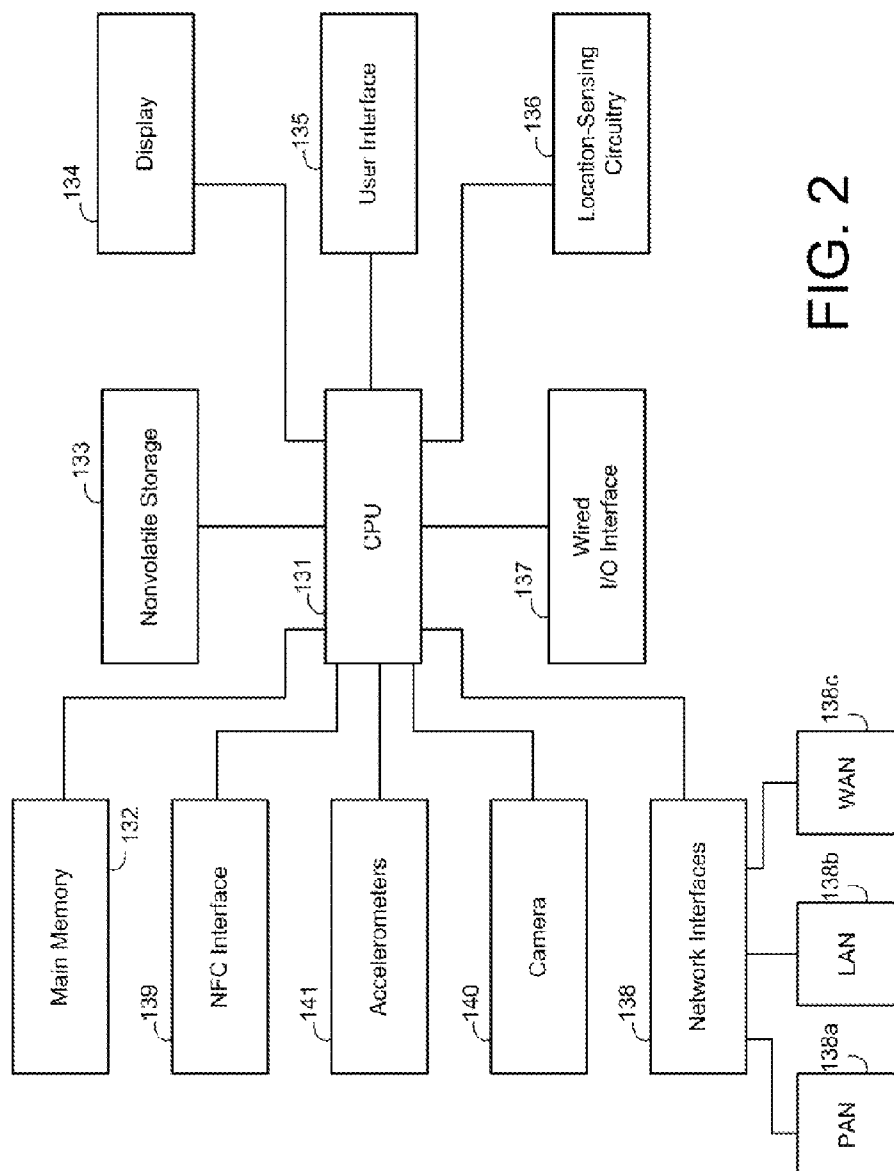 Main Memory
132
139
NFC Interface
141
Accelerometers
140
Camera
138
Network Interfaces
138a
PAN
138b
LAN
138c
WAN
133
Nonvolatile Storage
131
CPU
137
Wired
I/O Interface
134
Display
135
User Interface
136
Location-Sensing
Circuitry
FIG. 2